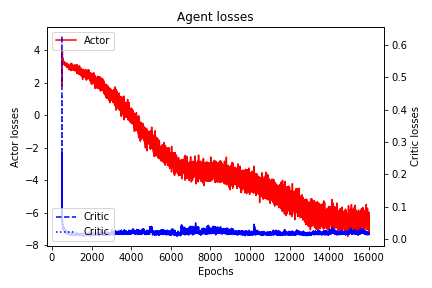 Agent losses
Actor
Critic
Critic
Actor losses
4
2
0
−2
−4
−6
−8
Critic losses
0.6
0.5
0.4
0.3
0.2
0.1
0.0
0 2000 4000 6000 8000 10000 12000 14000 16000
Epochs